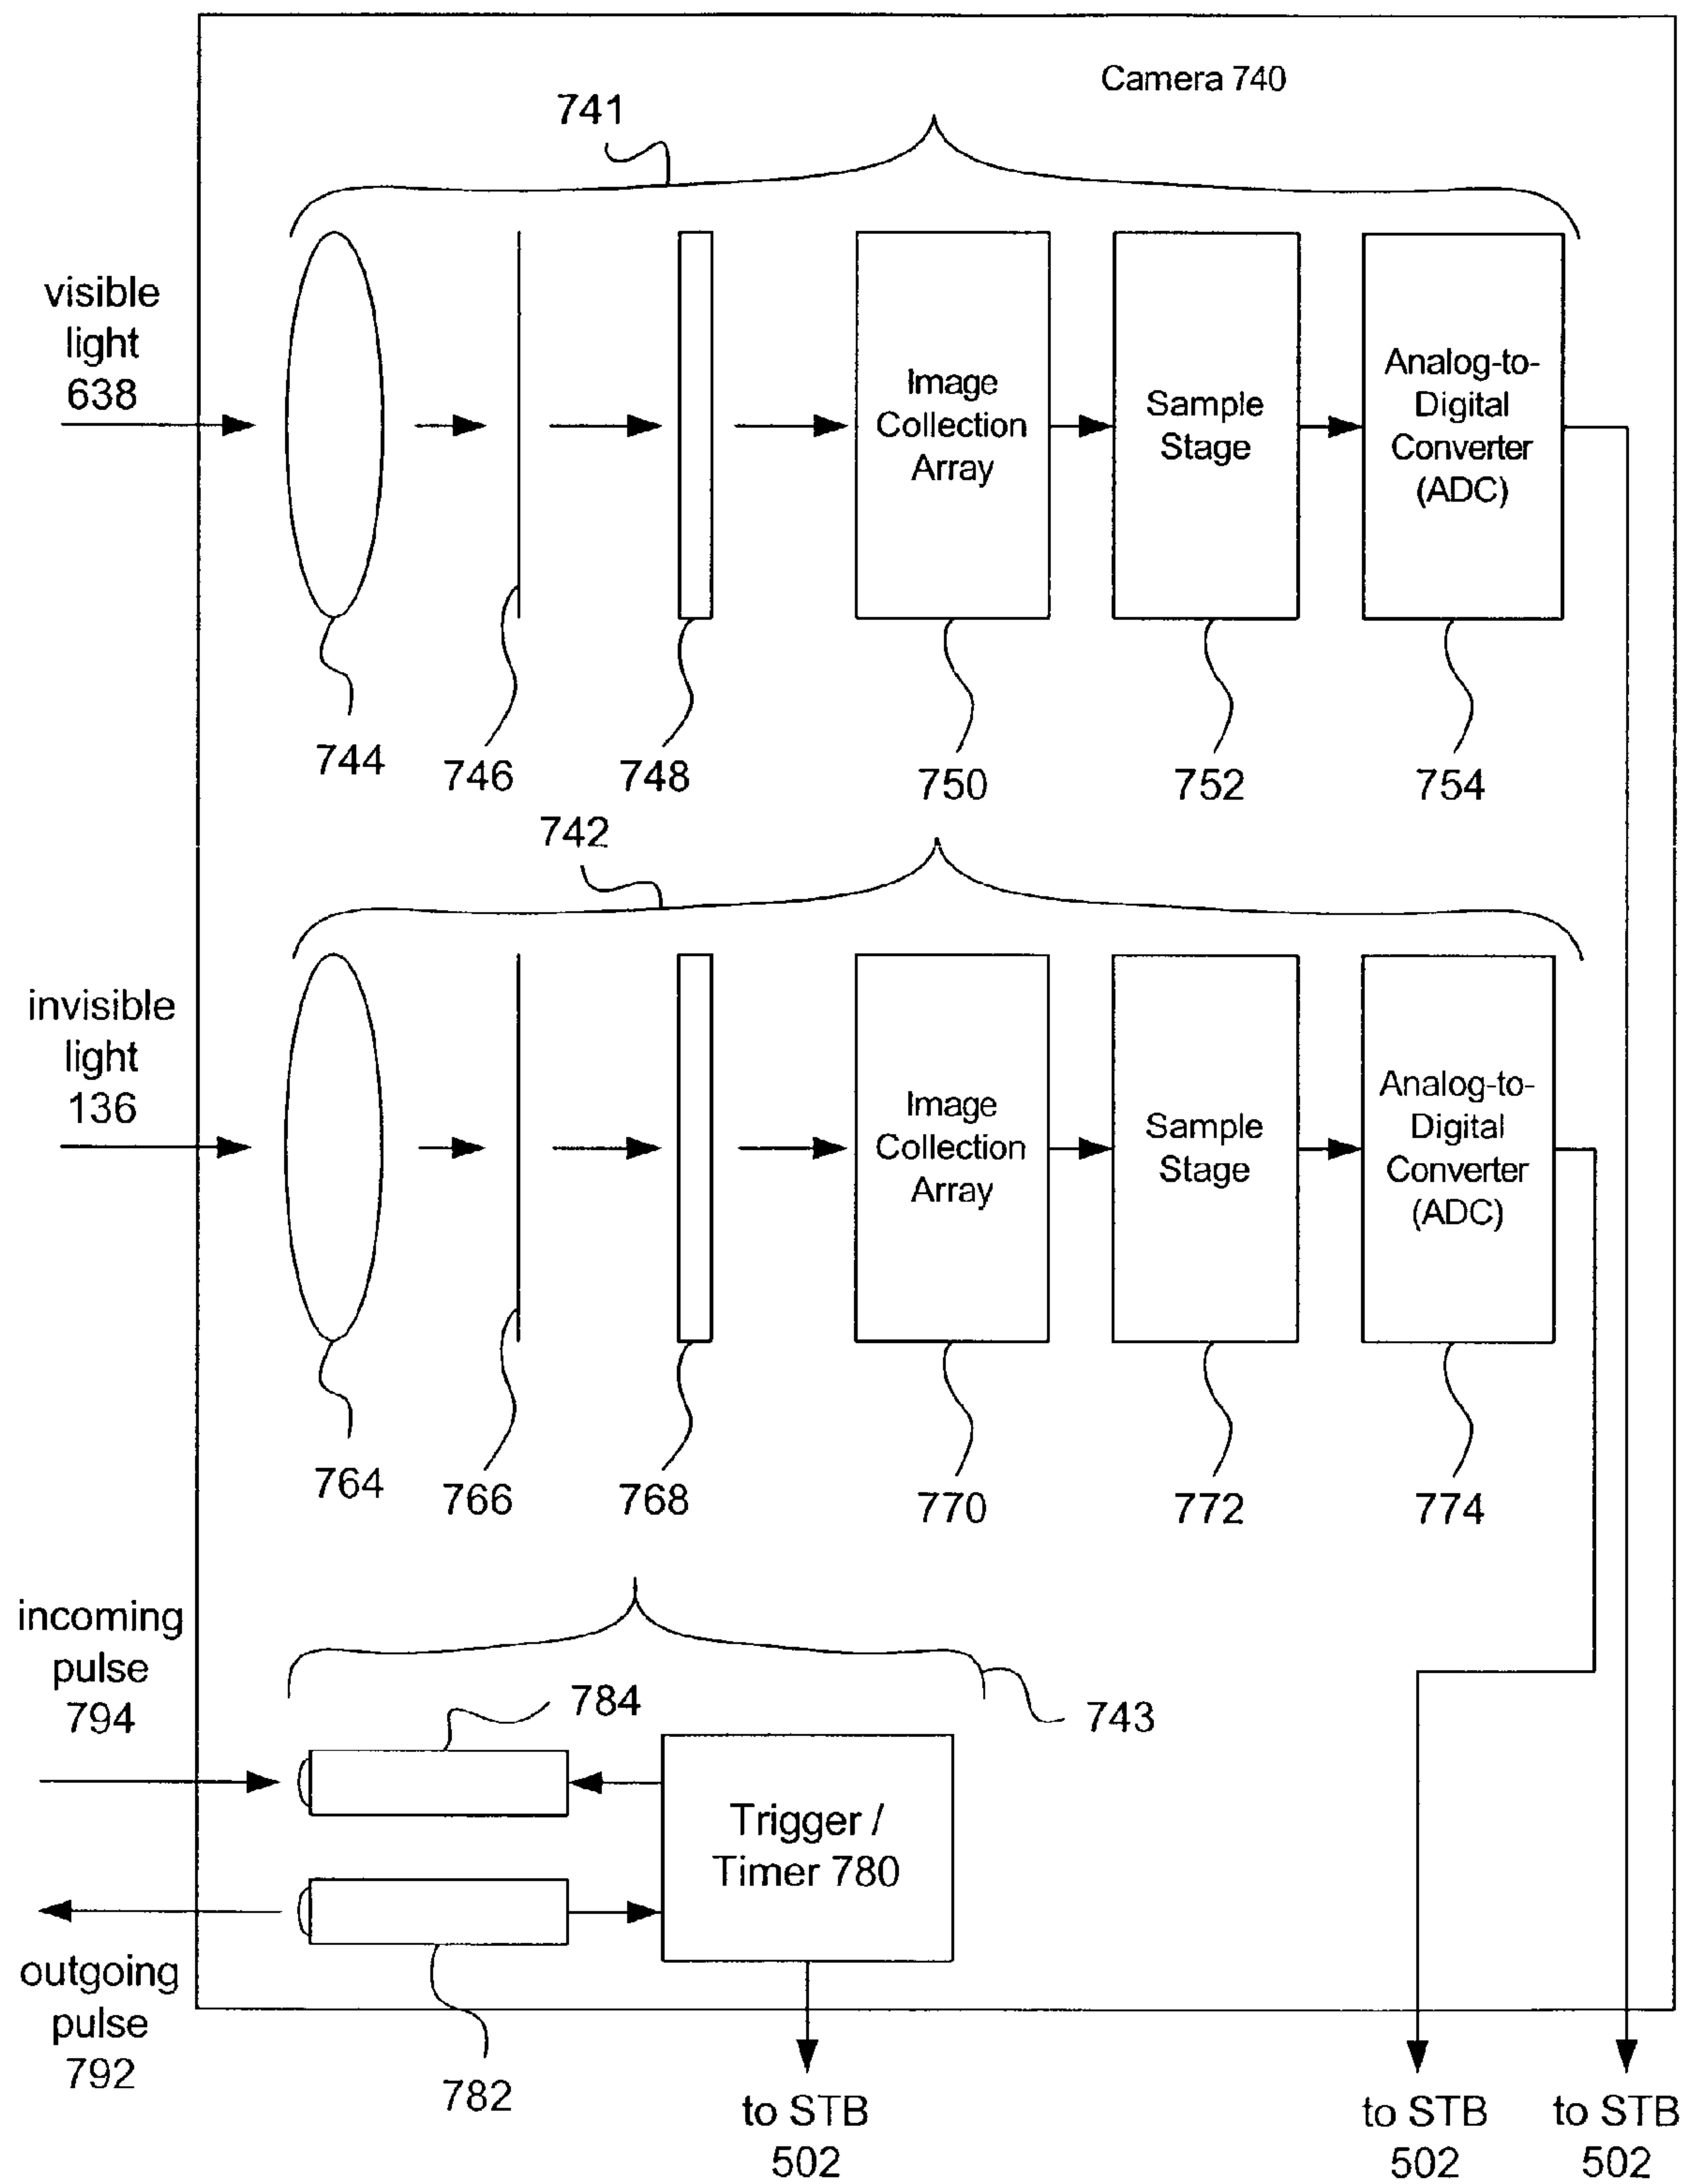 Camera 740
741
visible
light
638
Image
Collection
Array
Sample
Stage
Analog-to-
Digital
Converter
(ADC)
744
746
748
750
752
754
742
invisible
light
136
Image
Collection
Array
Sample
Stage
Analog-to-
Digital
Converter
(ADC)
764
766
768
770
772
774
incoming
pulse
794
784
743
Trigger /
Timer 780
outgoing
pulse
792
782
to STB
502
to STB
502
to STB
502